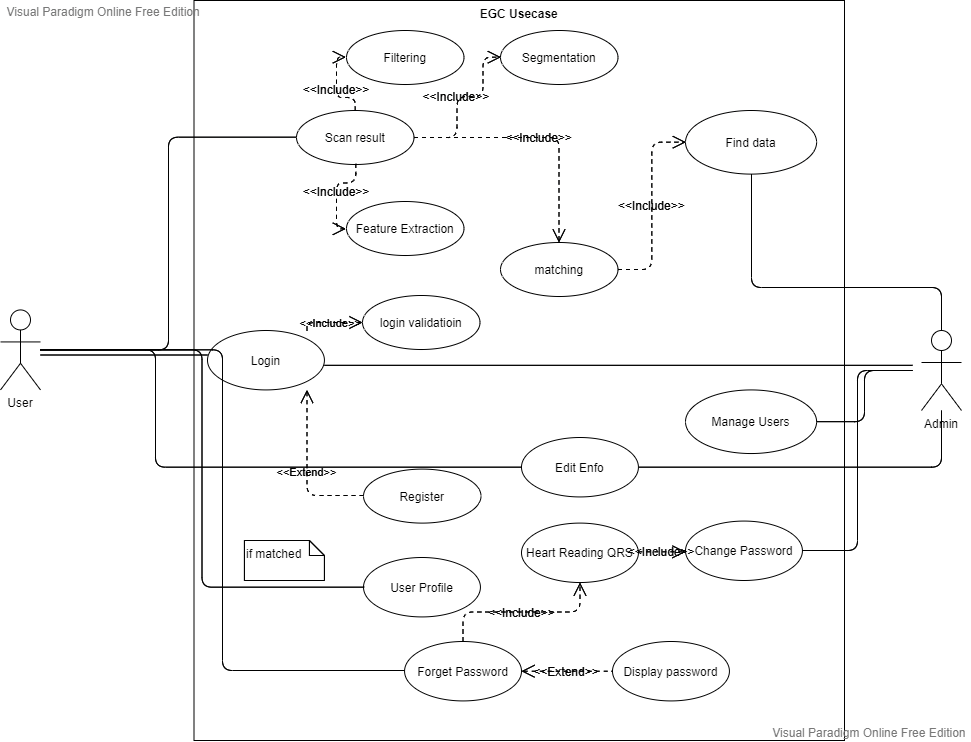 Visual Paradigm Online Free Edition
EGC Usecase
Filtering
Segmentation
<<Include>>
<<Include>>
Scan result
<<Include>>
Find data
<<Include>>
<<Include>>
Feature Extraction
matching
<<Include>>
login validatioin
Login
User
Admin
Manage Users
<<Extend>>
Edit Enfo
Register
if matched
Heart Reading QRS
<<Include>>
Change Password
User Profile
<<Include>>
Forget Password
<<Extend>>
Display password
Visual Paradigm Online Free Edition